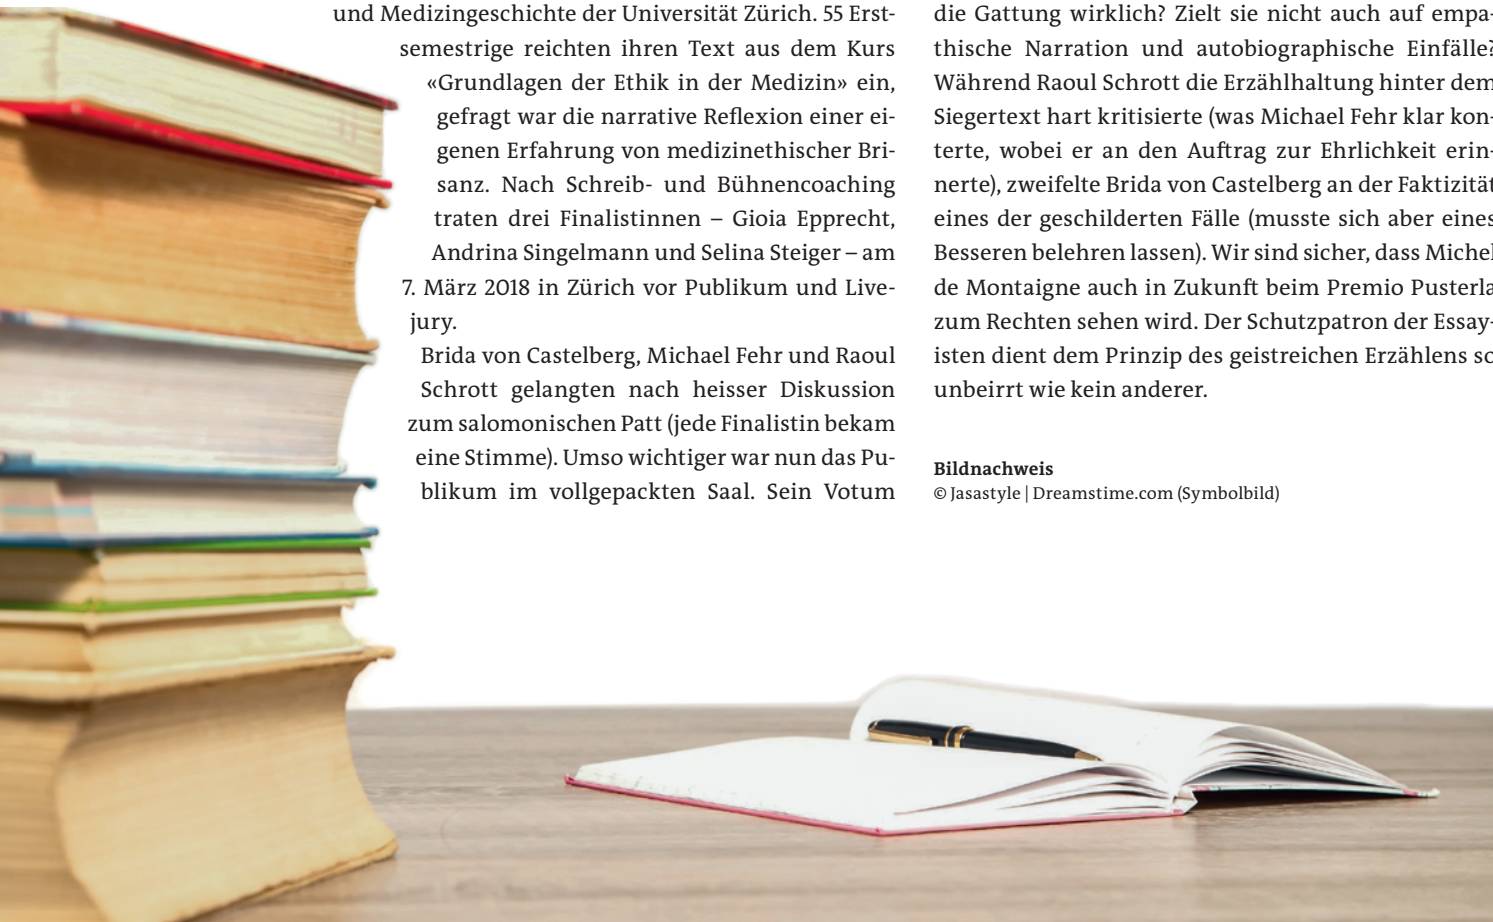 und Medizingeschichte der Universität Zürich. 55 Erst-
semestrige reichten ihren Text aus dem Kurs
«Grundlagen der Ethik in der Medizin» ein,
gefragt war die narrative Reflexion einer ei-
genen Erfahrung von medizinethischer Bri-
sanz. Nach Schreib- und Bühnencoaching
traten drei Finalistinnen – Gioia Epprecht,
Andrina Singelmann und Selina Steiger – am
7. März 2018 in Zürich vor Publikum und Live-
jury.
Brida von Castelberg, Michael Fehr und Raoul
Schrott gelangten nach heisser Diskussion
zum salomonischen Patt (jede Finalistin bekam
eine Stimme). Umso wichtiger war nun das Pu-
blikum im vollgepackten Saal. Sein Votum
die Gattung wirklich? Zielt sie nicht auch auf empa-
thische Narration und autobiographische Einfälle?
Während Raoul Schrott die Erzählhaltung hinter dem
Siegertext hart kritisierte (was Michael Fehr klar kon-
terte, wobei er an den Auftrag zur Ehrlichkeit erin-
nerte), zweifelte Brida von Castelberg an der Faktizität
eines der geschilderten Fälle (musste sich aber eines
Besseren belehren lassen). Wir sind sicher, dass Michel
de Montaigne auch in Zukunft beim Premio Pusterla
zum Rechten sehen wird. Der Schutzpatron der Essay-
isten dient dem Prinzip des geistreichen Erzählens so
unbeirrt wie kein anderer.
Bildnachweis
© Jasastyle | Dreamstime.com (Symbolbild)